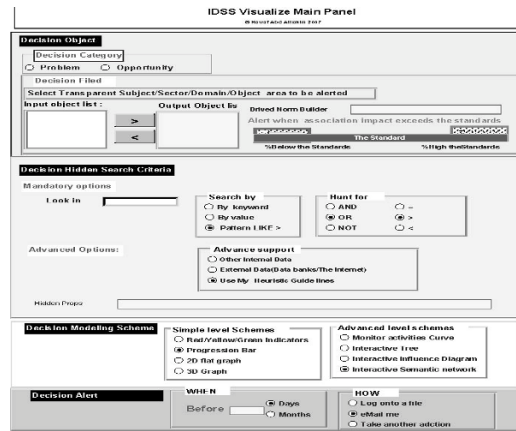 IDSS Visualize Main Panel
Decision Object
Decision Category
Problem Opportunity
Decision Filed
Select Transparent Subject/Sector/Domain/Object area to be alerted
Input object list :
Output Object lis
Drived Norm Builder
>
<
Alert when association impact exceeds the standards
The Standard
%Below the Standards %High theStandards
Decision Hidden Search Criteria
Mandatory options
Look in
Search by
By keyword
By value
Pattern LIKE >
Hunt for
AND =
OR >
NOT <
Advanced Options:
Advance support
Other Internal Data
External Data(Data banks/The Internet)
Use My Heuristic Guide lines
Hidden Props
Decision Modeling Scheme
Simple level Schemes
Red/Yellow/Green Indicators
Progression Bar
2D flat graph
3D Graph
Advanced level schemes
Monitor activities Curve
Interactive Tree
Interactive Influence Diagram
Interactive Semantic network
Decision Alert
WHEN
Before
Days
Months
HOW
Log onto a file
eMail me
Take another adction